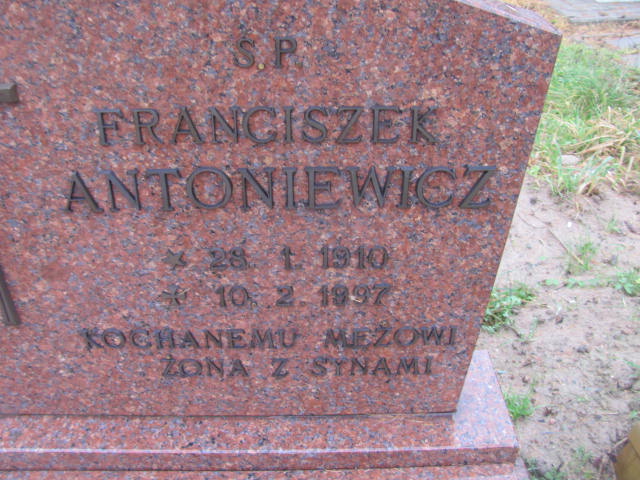 S.P.
FRANCISZEK
ANTONIEWICZ
28. 1. 1910
10. 2. 1997
KOCHANEMU MĘŻOWI
ŻONA Z SYNAMI